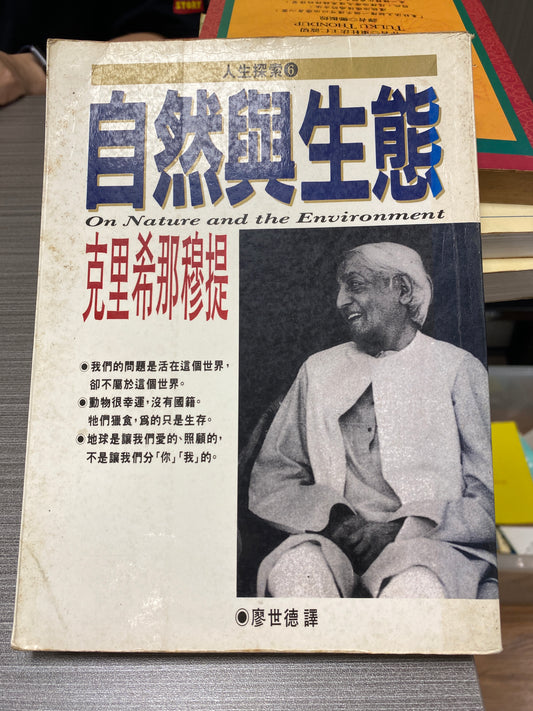 STORY
TULKU THONDUP
人生探索❻
自然與生態
On Nature and the Environment
克里希那穆提
◉我們的問題是活在這個世界，
卻不屬於這個世界。
◉動物很幸運，沒有國籍。
牠們獵食，爲的只是生存。
◉地球是讓我們愛的、照顧的，
不是讓我們分「你」「我」的。
◉廖世德 譯